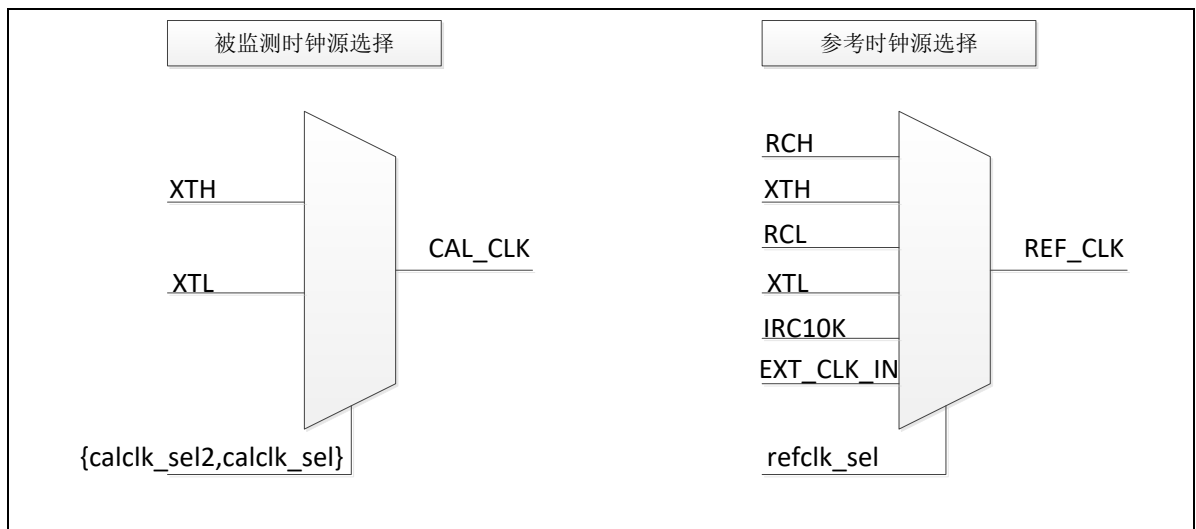 被监测时钟源选择
XTH
XTL
CAL_CLK
{calclk_sel2,calclk_sel}
参考时钟源选择
RCH
XTH
RCL
XTL
IRC10K
EXT_CLK_IN
REF_CLK
refclk_sel